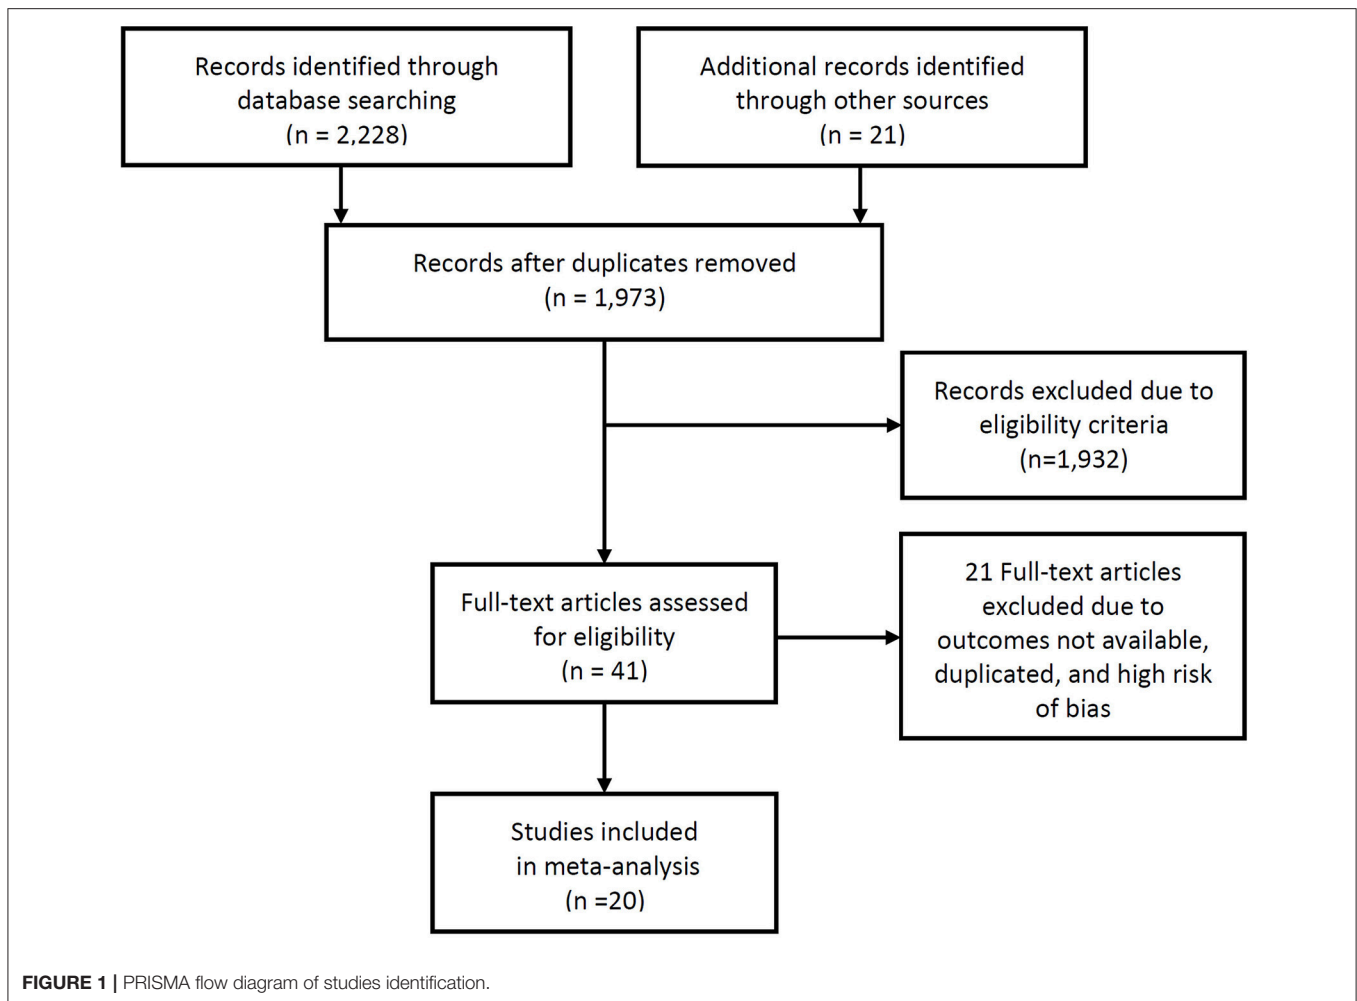 Records identified through
database searching
(n = 2,228)
Additional records identified
through other sources
(n = 21)
Records after duplicates removed
(n = 1,973)
Records excluded due to
eligibility criteria
(n=1,932)
Full-text articles assessed
for eligibility
(n = 41)
21 Full-text articles
excluded due to
outcomes not available,
duplicated, and high risk
of bias
Studies included
in meta-analysis
(n =20)
FIGURE 1 | PRISMA flow diagram of studies identification.